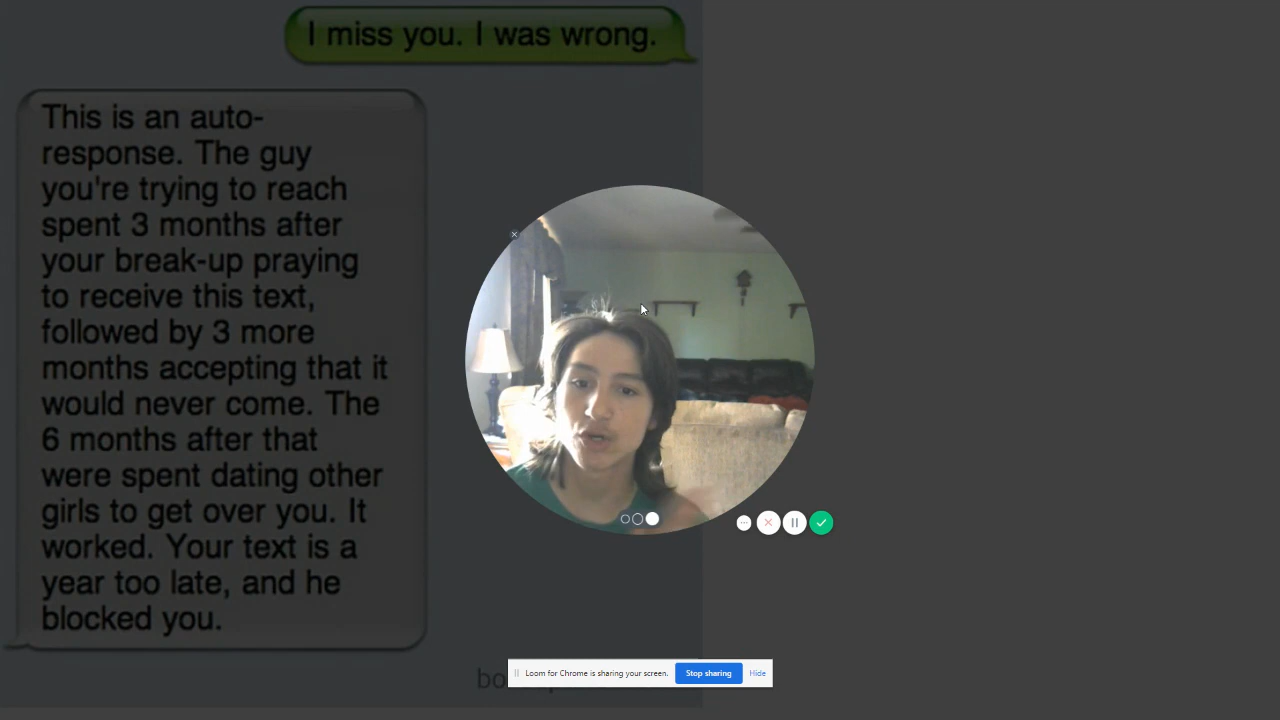 I miss you. I was wrong.
This is an auto-
response. The guy
you're trying to reach
spent 3 months after
your break-up praying
to receive this text,
followed by 3 more
months accepting that it
would never come. The
6 months after that
were spent dating other
girls to get over you. It
worked. Your text is a
year too late, and he
blocked you.
Loom for Chrome is sharing your screen. Stop sharing Hide